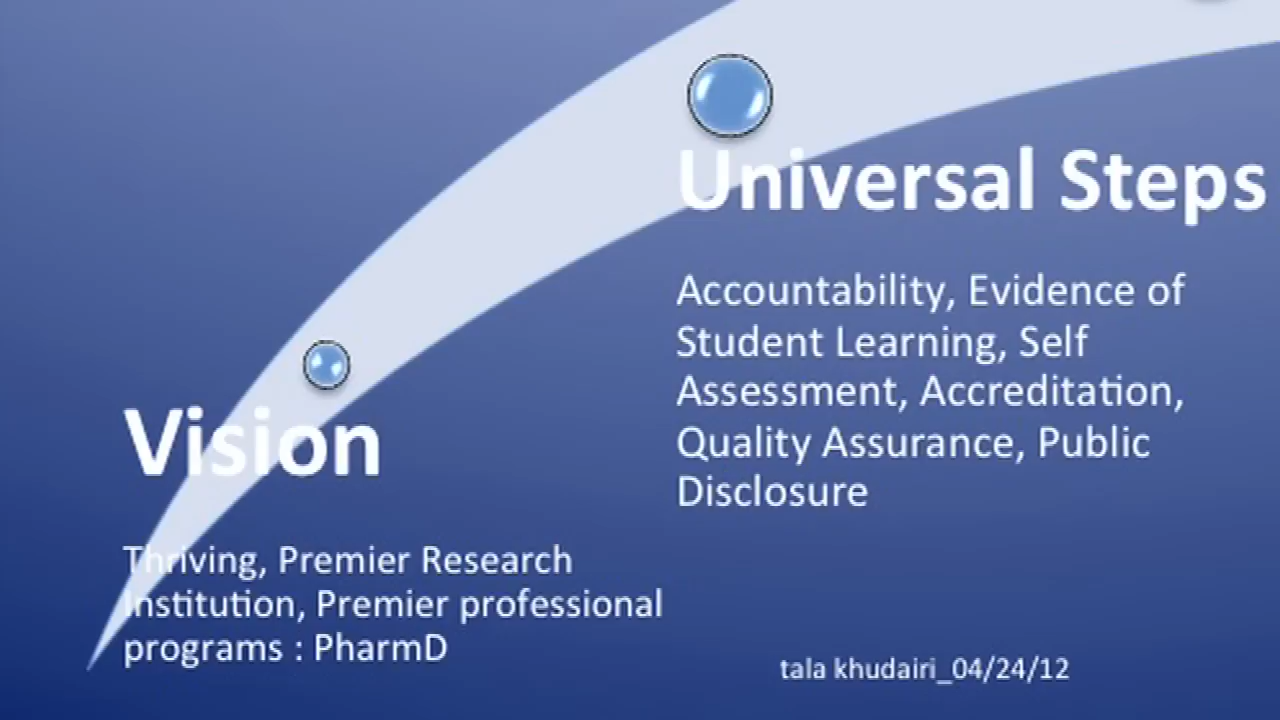 Universal Steps
Accountability, Evidence of
Student Learning, Self
Assessment, Accreditation,
Quality Assurance, Public
Disclosure
Vision
Thriving, Premier Research
Institution, Premier professional
programs : PharmD
tala khudairi_04/24/12